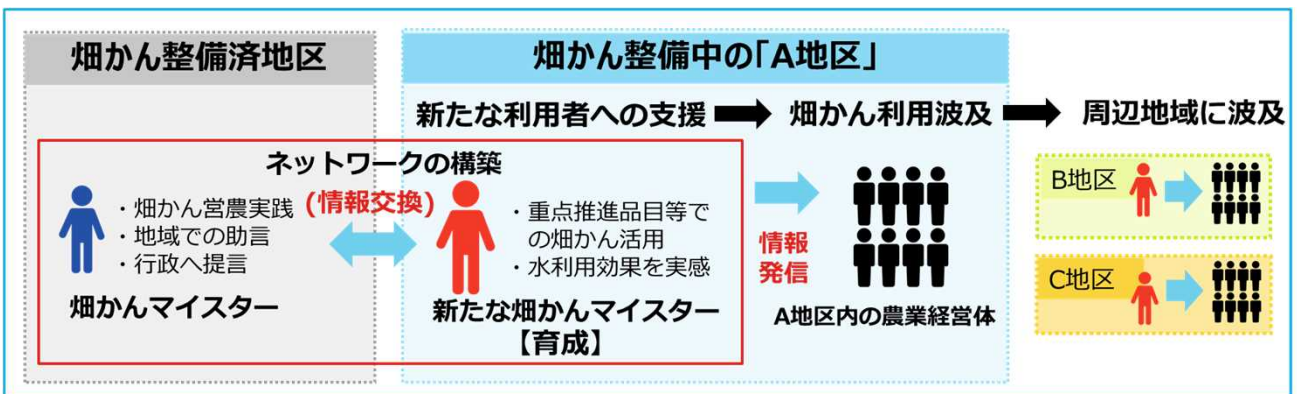 畑かん整備済地区
畑かん整備中の「A地区」
新たな利用者への支援
畑かん利用波及
周辺地域に波及
ネットワークの構築
(情報交換)
・畑かん営農実践
・地域での助言
・行政へ提言
畑かんマイスター
・重点推進品目等で
の畑かん活用
・水利用効果を実感
新たな畑かんマイスター
【育成】
情報
発信
A地区内の農業経営体
B地区
C地区